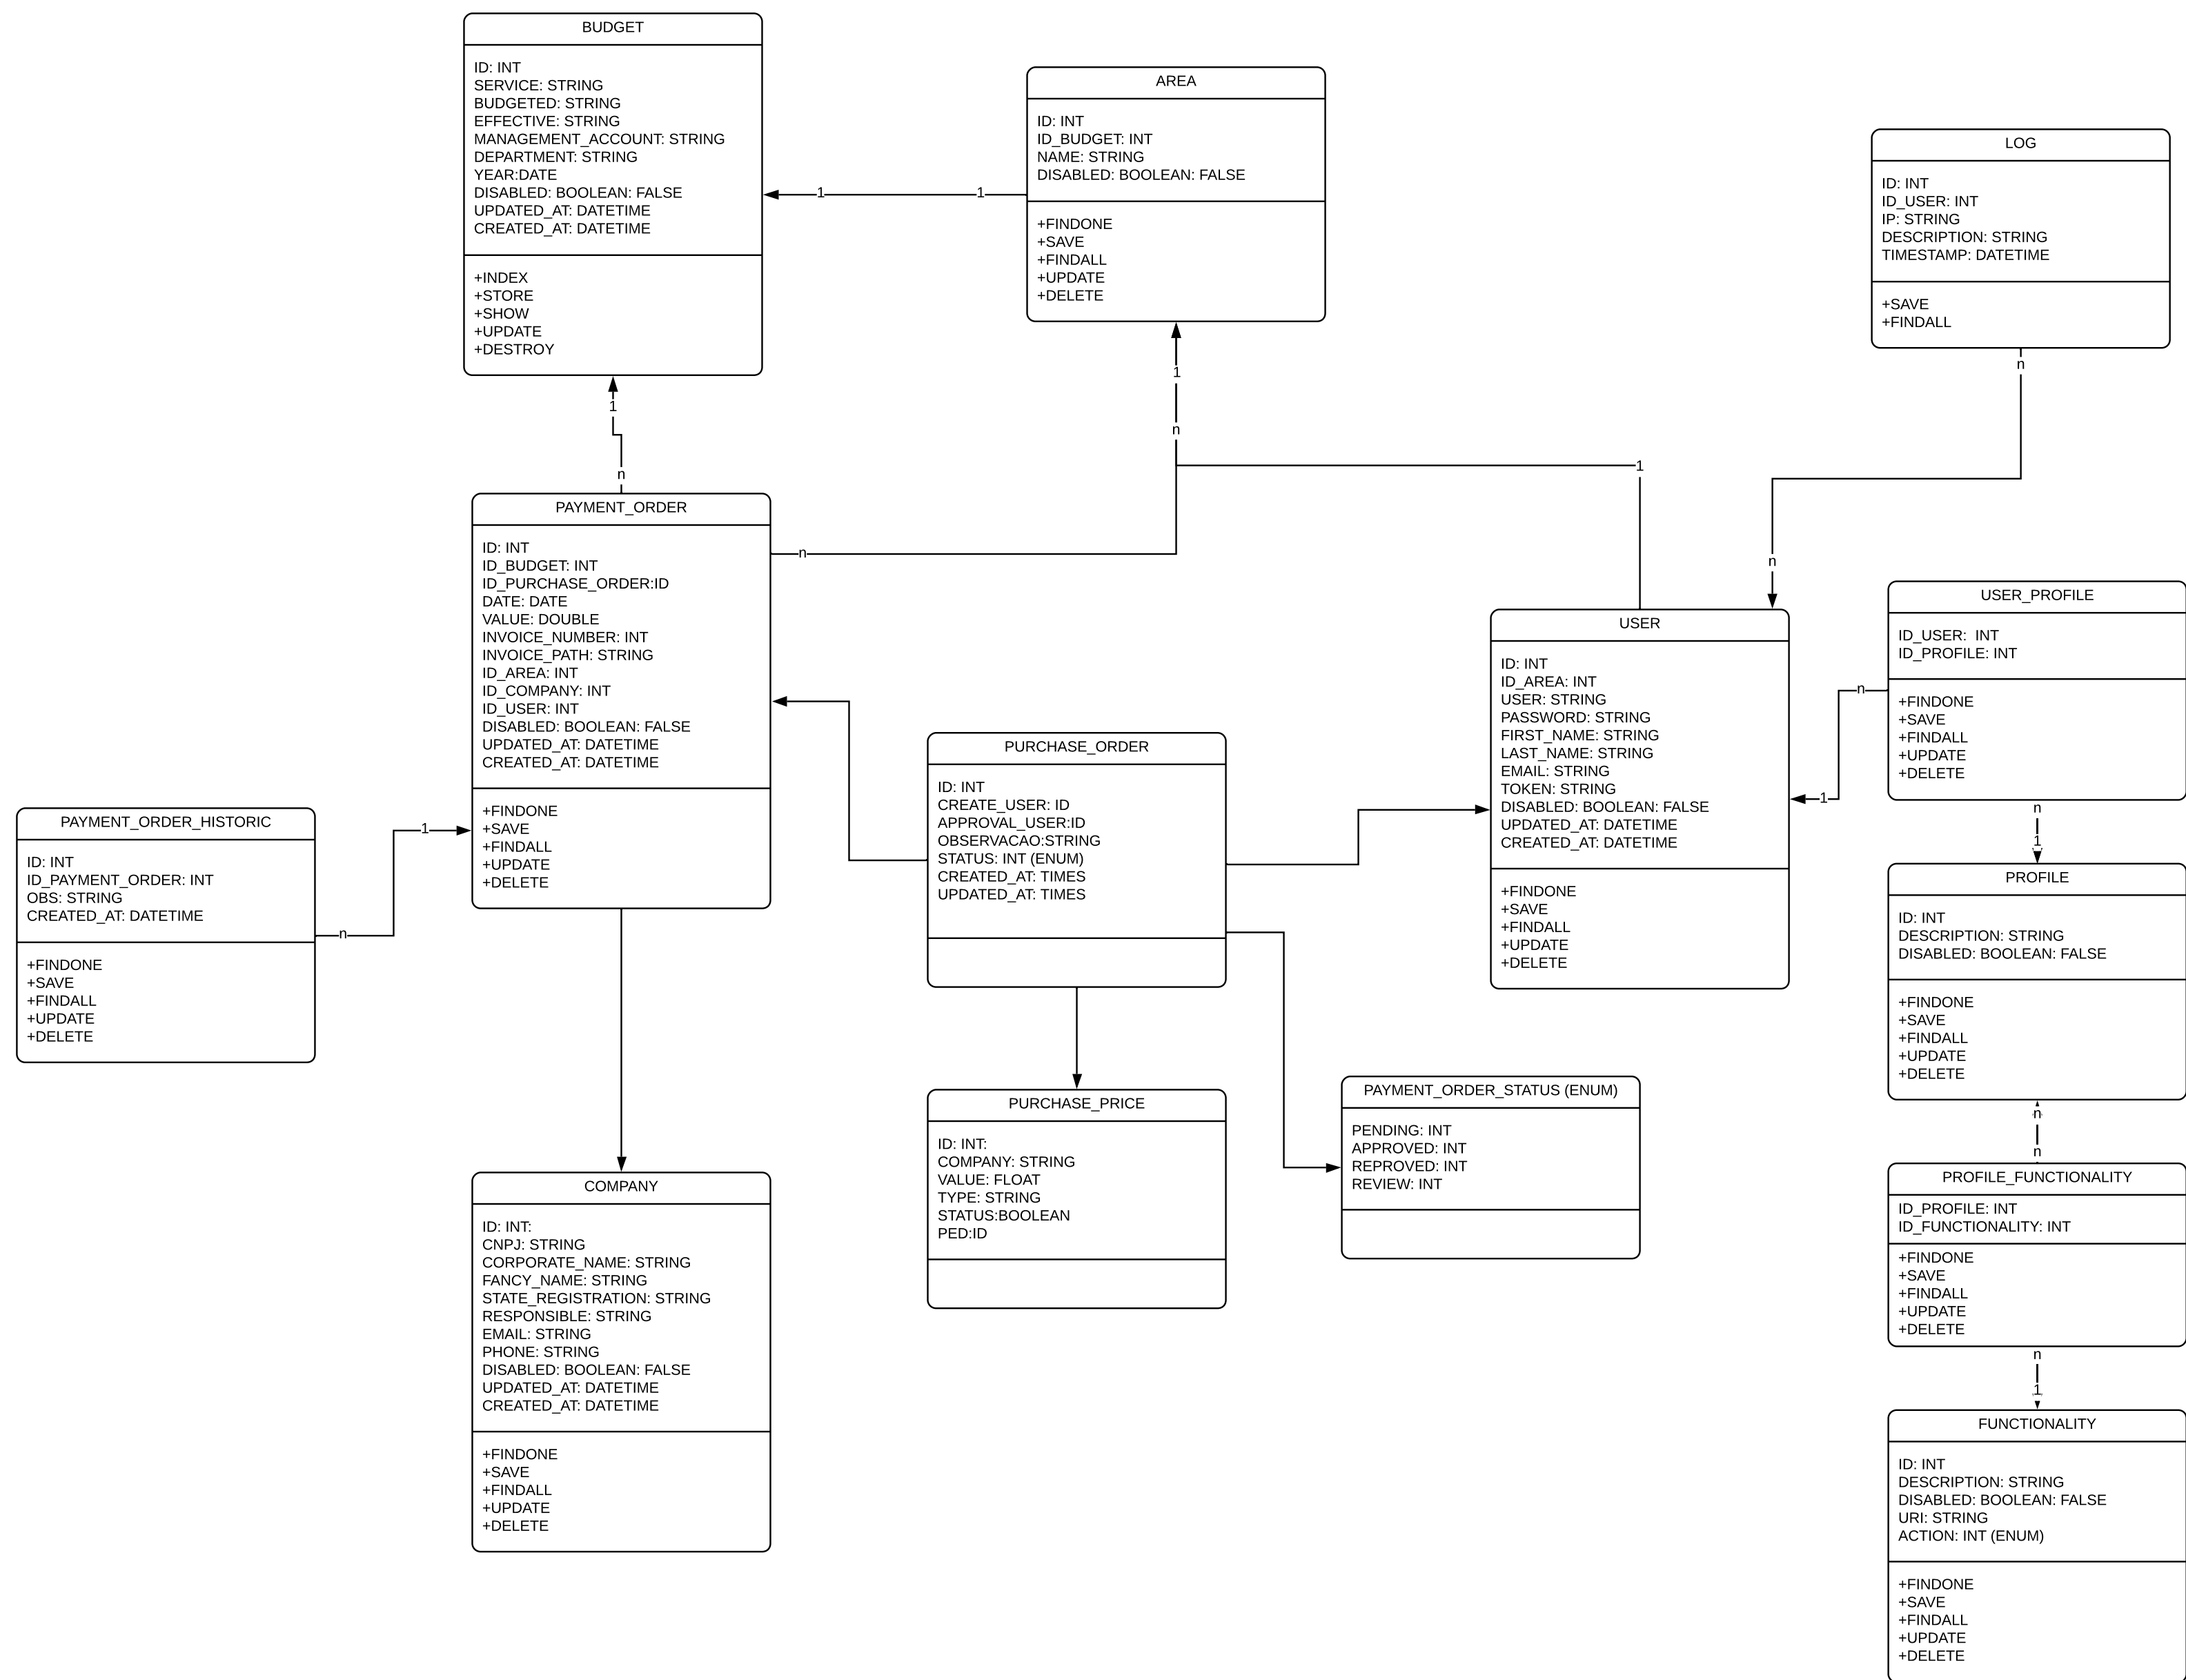 BUDGET
ID: INT
SERVICE: STRING
BUDGETED: STRING
EFFECTIVE: STRING
MANAGEMENT_ACCOUNT: STRING
DEPARTMENT: STRING
YEAR:DATE
DISABLED: BOOLEAN: FALSE
UPDATED_AT: DATETIME
CREATED_AT: DATETIME
+INDEX
+STORE
+SHOW
+UPDATE
+DESTROY
1
1
AREA
ID: INT
ID_BUDGET: INT
NAME: STRING
DISABLED: BOOLEAN: FALSE
+FINDONE
+SAVE
+FINDALL
+UPDATE
+DELETE
LOG
ID: INT
ID_USER: INT
IP: STRING
DESCRIPTION: STRING
TIMESTAMP: DATETIME
+SAVE
+FINDALL
n
n
1
n
1
n
1
n
PAYMENT_ORDER
ID: INT
ID_BUDGET: INT
ID_PURCHASE_ORDER:ID
DATE: DATE
VALUE: DOUBLE
INVOICE_NUMBER: INT
INVOICE_PATH: STRING
ID_AREA: INT
ID_COMPANY: INT
ID_USER: INT
DISABLED: BOOLEAN: FALSE
UPDATED_AT: DATETIME
CREATED_AT: DATETIME
+FINDONE
+SAVE
+FINDALL
+UPDATE
+DELETE
PURCHASE_ORDER
ID: INT
CREATE_USER: ID
APPROVAL_USER:ID
OBSERVACAO:STRING
STATUS: INT (ENUM)
CREATED_AT: TIMES
UPDATED_AT: TIMES
USER
ID: INT
ID_AREA: INT
USER: STRING
PASSWORD: STRING
FIRST_NAME: STRING
LAST_NAME: STRING
EMAIL: STRING
TOKEN: STRING
DISABLED: BOOLEAN: FALSE
UPDATED_AT: DATETIME
CREATED_AT: DATETIME
+FINDONE
+SAVE
+FINDALL
+UPDATE
+DELETE
n
1
USER_PROFILE
ID_USER:  INT
ID_PROFILE: INT
+FINDONE
+SAVE
+FINDALL
+UPDATE
+DELETE
n
1
PROFILE
ID: INT
DESCRIPTION: STRING
DISABLED: BOOLEAN: FALSE
+FINDONE
+SAVE
+FINDALL
+UPDATE
+DELETE
n
n
PAYMENT_ORDER_HISTORIC
ID: INT
ID_PAYMENT_ORDER: INT
OBS: STRING
CREATED_AT: DATETIME
+FINDONE
+SAVE
+FINDALL
+UPDATE
+DELETE
1
n
COMPANY
ID: INT:
CNPJ: STRING
CORPORATE_NAME: STRING
FANCY_NAME: STRING
STATE_REGISTRATION: STRING
RESPONSIBLE: STRING
EMAIL: STRING
PHONE: STRING
DISABLED: BOOLEAN: FALSE
UPDATED_AT: DATETIME
CREATED_AT: DATETIME
+FINDONE
+SAVE
+FINDALL
+UPDATE
+DELETE
PURCHASE_PRICE
ID: INT:
COMPANY: STRING
VALUE: FLOAT
TYPE: STRING
STATUS:BOOLEAN
PED:ID
PAYMENT_ORDER_STATUS (ENUM)
PENDING: INT
APPROVED: INT
REPROVED: INT
REVIEW: INT
PROFILE_FUNCTIONALITY
ID_PROFILE: INT
ID_FUNCTIONALITY: INT
+FINDONE
+SAVE
+FINDALL
+UPDATE
+DELETE
n
1
FUNCTIONALITY
ID: INT
DESCRIPTION: STRING
DISABLED: BOOLEAN: FALSE
URI: STRING
ACTION: INT (ENUM)
+FINDONE
+SAVE
+FINDALL
+UPDATE
+DELETE